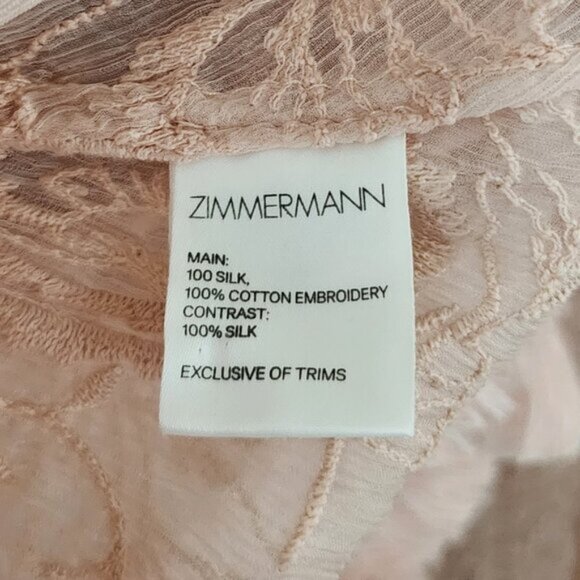 ZIMMERMANN
MAIN:
100 SILK,
100% COTTON EMBROIDERY
CONTRAST:
100% SILK
EXCLUSIVE OF TRIMS